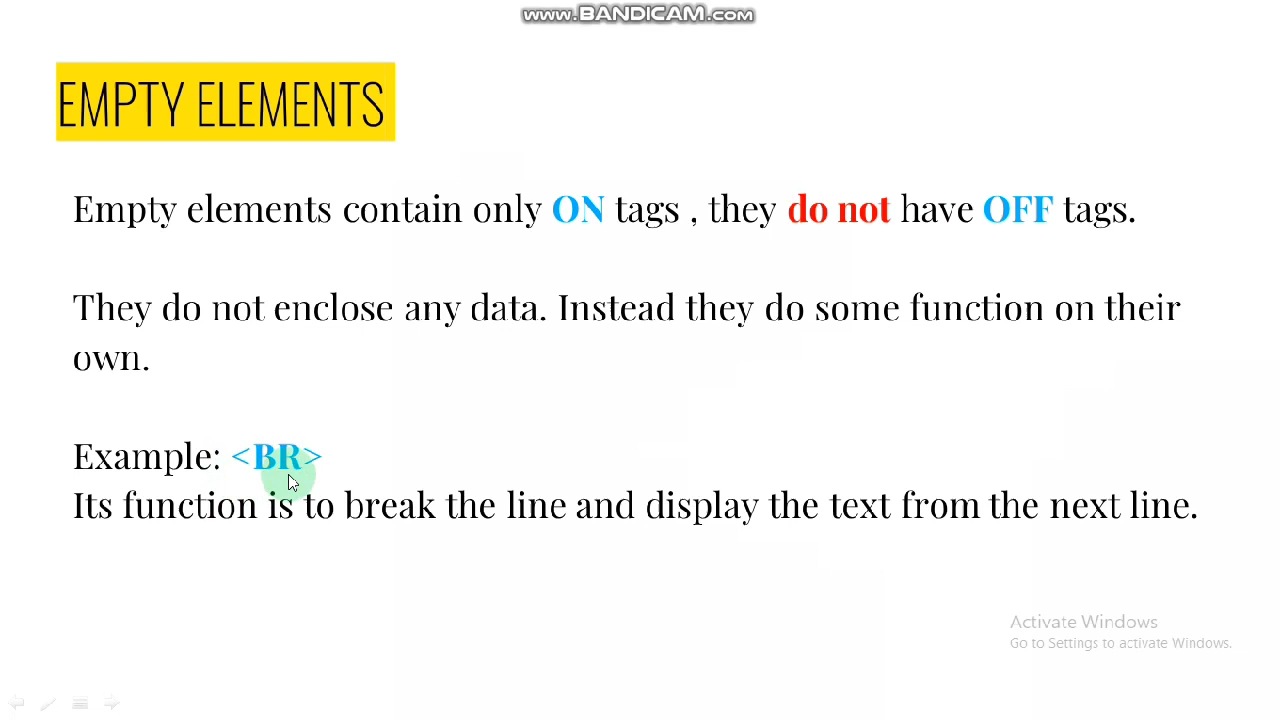 www.BANDICAM.com
EMPTY ELEMENTS
Empty elements contain only ON tags , they do not have OFF tags.
They do not enclose any data. Instead they do some function on their
own.
Example: <BR>
Its function is to break the line and display the text from the next line.
Activate Windows
Go to Settings to activate Windows.